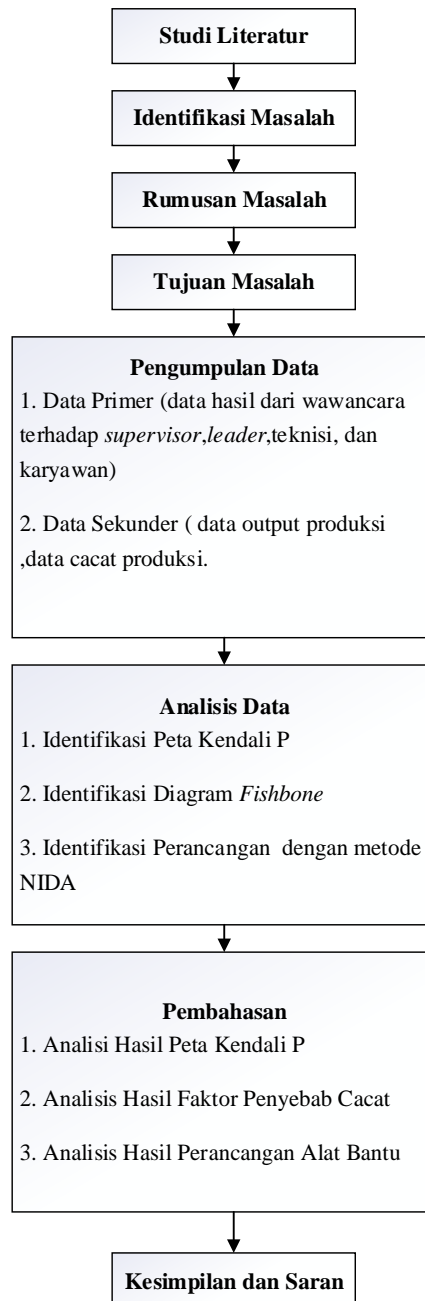 Studi Literatur
Identifikasi Masalah
Rumusan Masalah
Tujuan Masalah
Pengumpulan Data
1. Data Primer (data hasil dari wawancara
terhadap supervisor,leader,teknisi, dan
karyawan)
2. Data Sekunder ( data output produksi
,data cacat produksi.
Analisis Data
1. Identifikasi Peta Kendali P
2. Identifikasi Diagram Fishbone
3. Identifikasi Perancangan dengan metode
NIDA
Pembahasan
1. Analisi Hasil Peta Kendali P
2. Analisis Hasil Faktor Penyebab Cacat
3. Analisis Hasil Perancangan Alat Bantu
Kesimpilan dan Saran